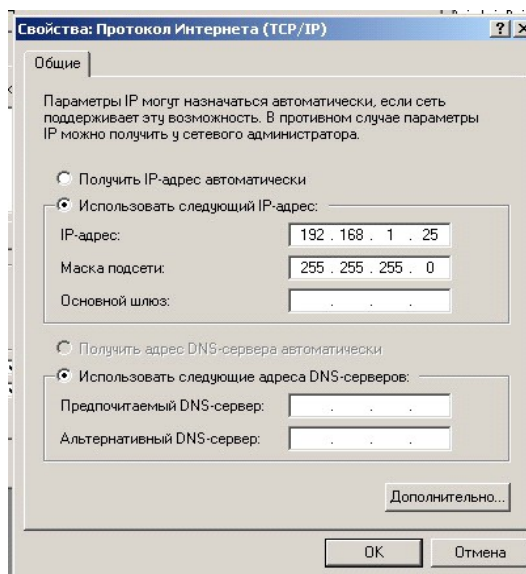 Свойства: Протокол Интернета (TCP/IP)
Общие
Параметры IP могут назначаться автоматически, если сеть
поддерживает эту возможность. В противном случае параметры
IP можно получить у сетевого администратора.
Получить IP-адрес автоматически
Использовать следующий IP-адрес:
IP-адрес: 192 . 168 . 1 . 25
Маска подсети: 255 . 255 . 255 . 0
Основной шлюз: . . .
Получить адрес DNS-сервера автоматически
Использовать следующие адреса DNS-серверов:
Предпочитаемый DNS-сервер: . . .
Альтернативный DNS-сервер: . . .
Дополнительно...
OK Отмена